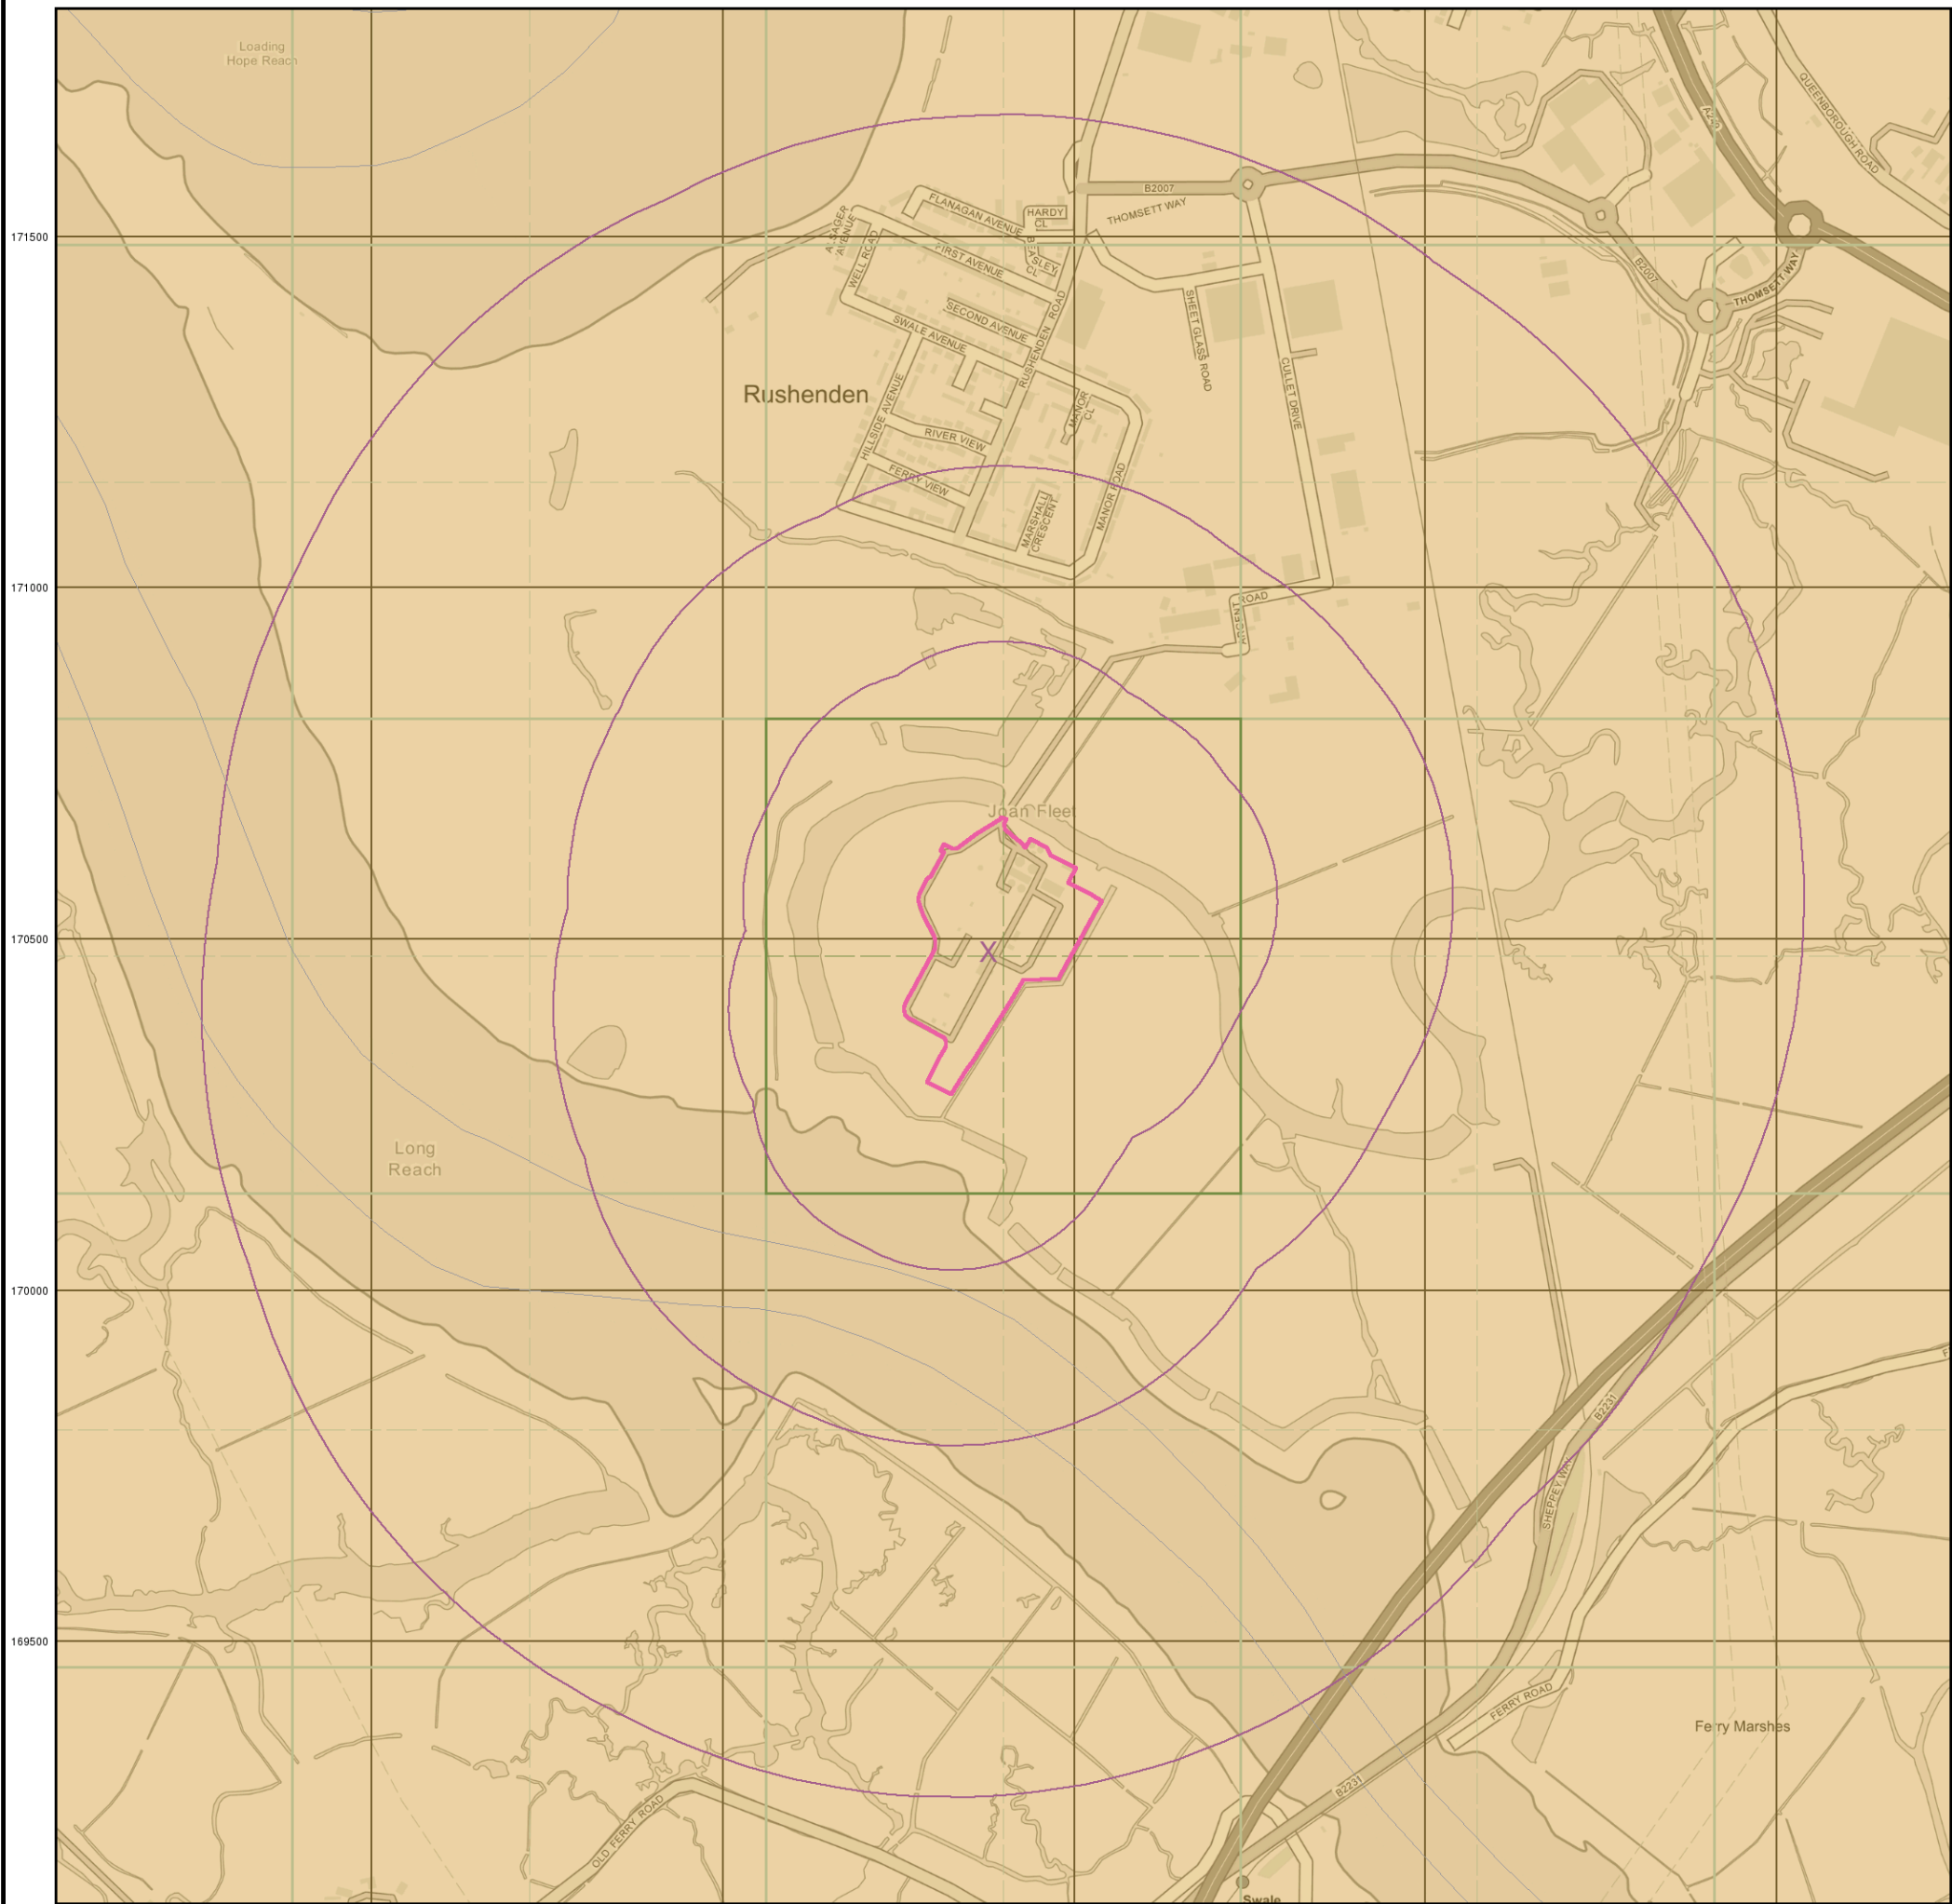 Loading
Hope Reach
QUEENBOROUGH ROAD
B2007
THOMSETT WAY
FLANAGAN AVENUE
HARDY
CL
AVENUE
WELL ROAD
FIRST AVENUE
BEA
SLEY
CL
171500
B2007
THOMSETT WAY
SECOND AVENUE
SWALE AVENUE
RUSHENDEN ROAD
SHEET GLASS ROAD
CULLET DRIVE
Rushenden
HILLSIDE AVENUE
MANOR
CL
RIVER VIEW
FERRY VIEW
MANOR ROAD
MARSHALL
CRESCENT
171000
ARGENT
ROAD
Joan Fleet
170500
X
Long
Reach
170000
B2231
SHEPPEY WAY
169500
FERRY ROAD
Ferry Marshes
B2231
OLD FERRY ROAD
Swale